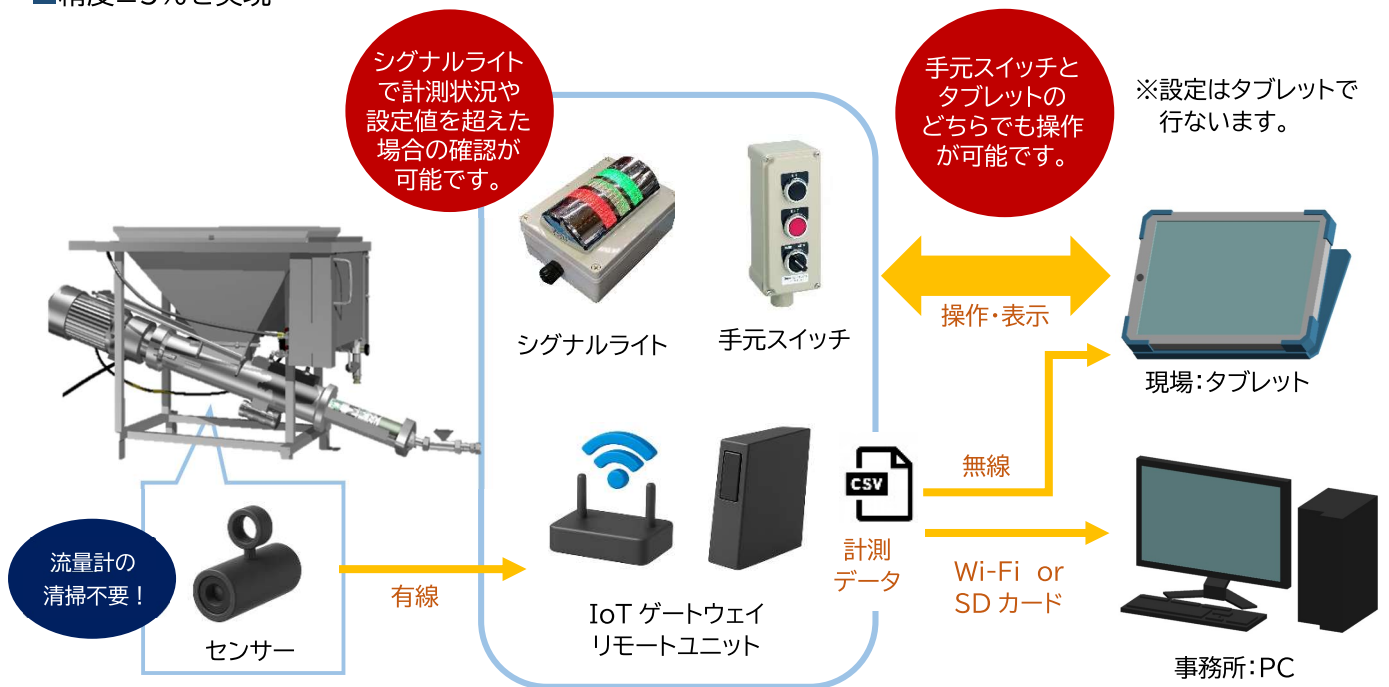 シグナルライト
で計測状況や
設定値を超えた
場合の確認が
可能です。
手元スイッチと
タブレットの
どちらでも操作
が可能です。
※設定はタブレットで
行ないます。
シグナルライト
手元スイッチ
操作・表示
現場:タブレット
流量計の
清掃不要!
センサー
有線
IoT ゲートウェイ
リモートユニット
CSV
計測
データ
無線
Wi-Fi or
SD カード
事務所:PC